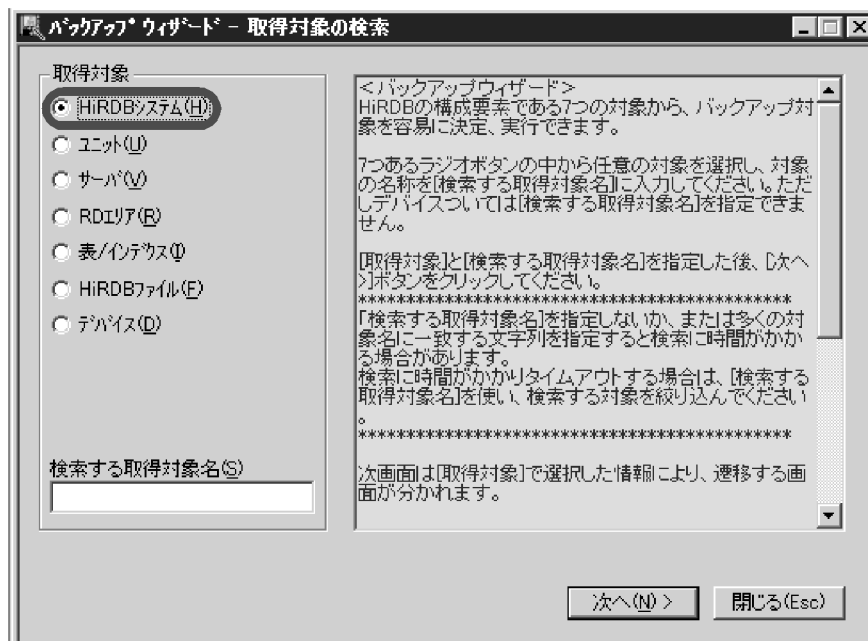 バックアップ ウィザード - 取得対象の検索
取得対象
HiRDBシステム(H)
ユニット(U)
サーバ(V)
RDエリア(R)
表/インデクス(I)
HiRDBファイル(F)
デバイス(D)
検索する取得対象名(S)
<バックアップウィザード>
HiRDBの構成要素である7つの対象から、バックアップ対
象を容易に決定、実行できます。
7つあるラジオボタンの中から任意の対象を選択し、対象
の名称を[検索する取得対象名]に入力してください。ただ
しデバイスついては[検索する取得対象名]を指定できま
せん。
[取得対象]と[検索する取得対象名]を指定した後、[次へ
>]ボタンをクリックしてください。
*********************************************
「検索する取得対象名]を指定しないか、または多くの対
象名に一致する文字列を指定すると検索に時間がかか
る場合があります。
検索に時間がかかりタイムアウトする場合は、[検索する
取得対象名]を使い、検索する対象を絞り込んでください
。
*********************************************
次画面は[取得対象]で選択した情報により、遷移する画
面が分かれます。
次へ(N) >
閉じる(Esc)